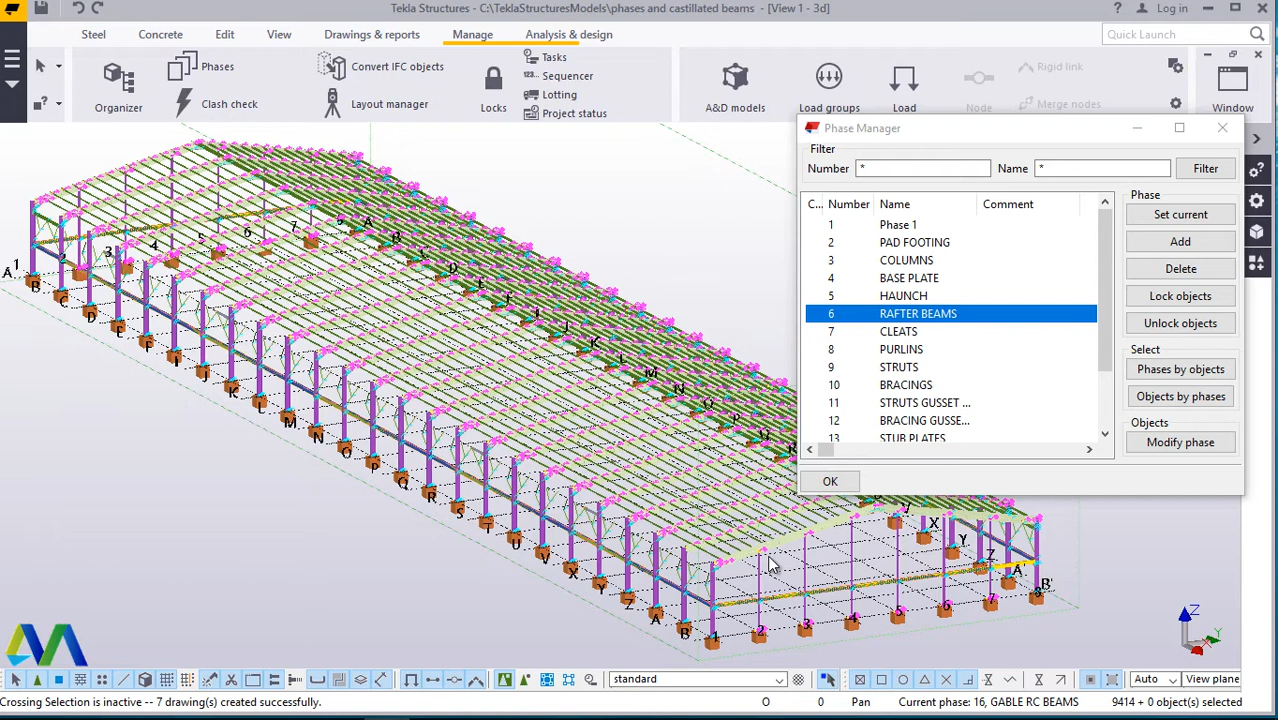 Tekla Structures - C:\TeklaStructuresModels\phases and castillated beams - [View 1 - 3d]
? Log in
Steel Concrete Edit View Drawings & reports Manage Analysis & design
Quick Launch
Organizer
Phases
Clash check
Convert IFC objects
Layout manager
Locks
Tasks
Sequencer
Lotting
Project status
A&D models
Load groups
Load
Node
Rigid link
Merge nodes
Window
Phase Manager
Filter
Number * Name * Filter
C... Number Name Comment
1 Phase 1
2 PAD FOOTING
3 COLUMNS
4 BASE PLATE
5 HAUNCH
6 RAFTER BEAMS
7 CLEATS
8 PURLINS
9 STRUTS
10 BRACINGS
11 STRUTS GUSSET ...
12 BRACING GUSSE...
13 STUB PLATES
Phase
Set current
Add
Delete
Lock objects
Unlock objects
Select
Phases by objects
Objects by phases
Objects
Modify phase
OK
standard
Auto
View plane
Crossing Selection is inactive -- 7 drawing(s) created successfully.
O 0 Pan Current phase: 16, GABLE RC BEAMS 9414 + 0 object(s) selected